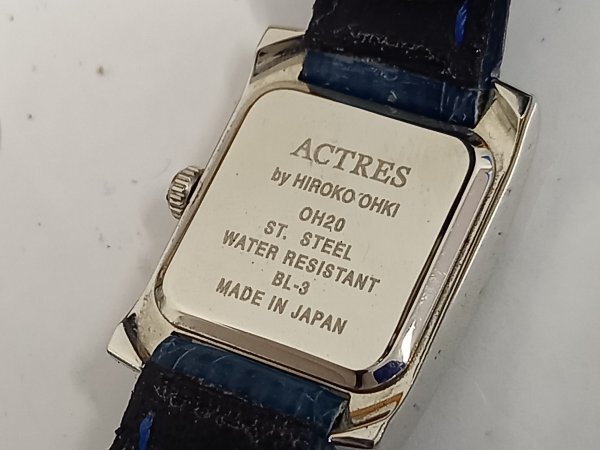 ACTRES
by HIROKO OHKI
OH20
ST. STEEL
WATER RESISTANT
BL-3
MADE IN JAPAN